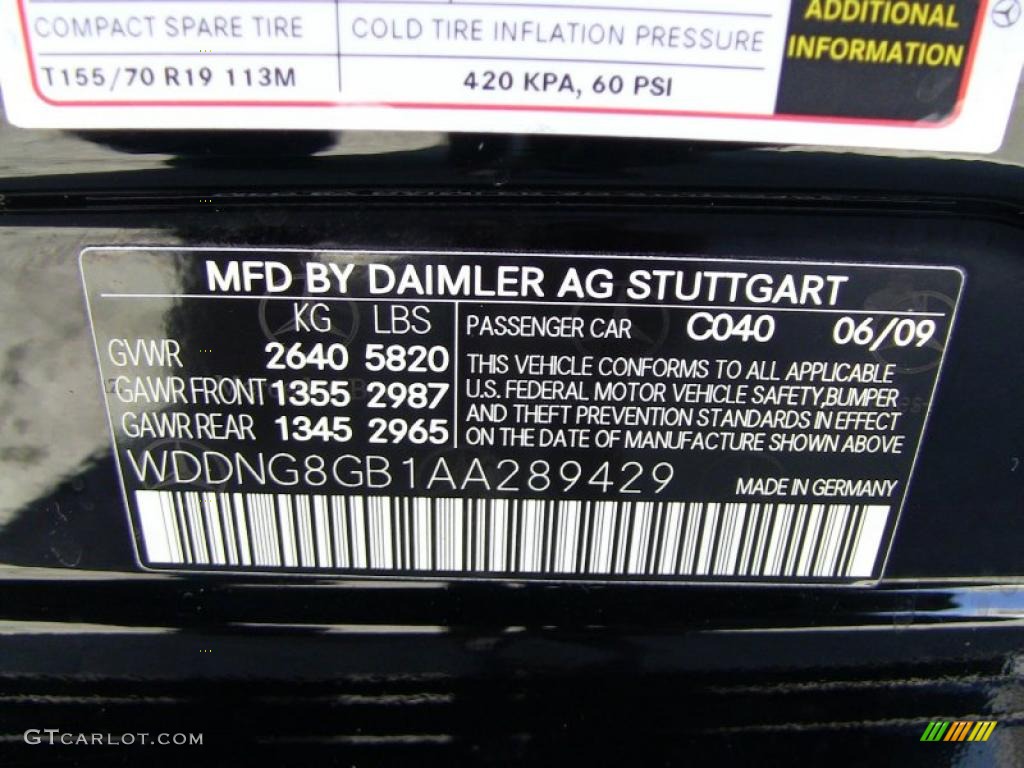 COMPACT SPARE TIRE COLD TIRE INFLATION PRESSURE ADDITIONAL
T155/70 R19 113M 420 KPA, 60 PSI INFORMATION
MFD BY DAIMLER AG STUTTGART
KG LBS
GVWR 2640 5820
GAWR FRONT 1355 2987
GAWR REAR 1345 2965
PASSENGER CAR C040 06/09
THIS VEHICLE CONFORMS TO ALL APPLICABLE
U.S. FEDERAL MOTOR VEHICLE SAFETY,BUMPER
AND THEFT PREVENTION STANDARDS IN EFFECT
ON THE DATE OF MANUFACTURE SHOWN ABOVE
WDDNG8GB1AA289429 MADE IN GERMANY
GTCARLOT.COM